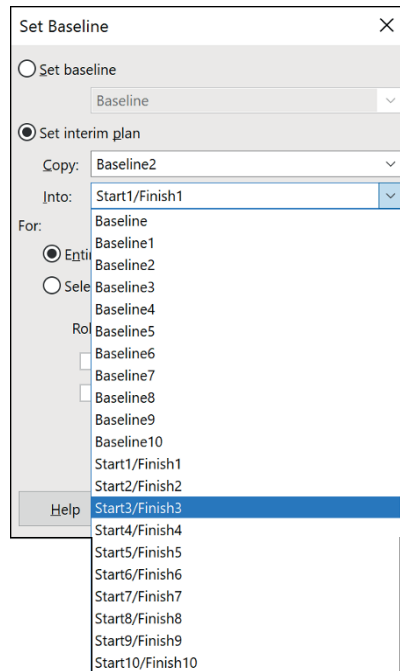 Set Baseline
Set baseline
Baseline
Set interim plan
Copy: Baseline2
Into: Start1/Finish1
For:
Baseline
Baseline1
Baseline2
Baseline3
Baseline4
Baseline5
Baseline6
Baseline7
Baseline8
Baseline9
Baseline10
Start1/Finish1
Start2/Finish2
Start3/Finish3
Start4/Finish4
Start5/Finish5
Start6/Finish6
Start7/Finish7
Start8/Finish8
Start9/Finish9
Start10/Finish10
Help